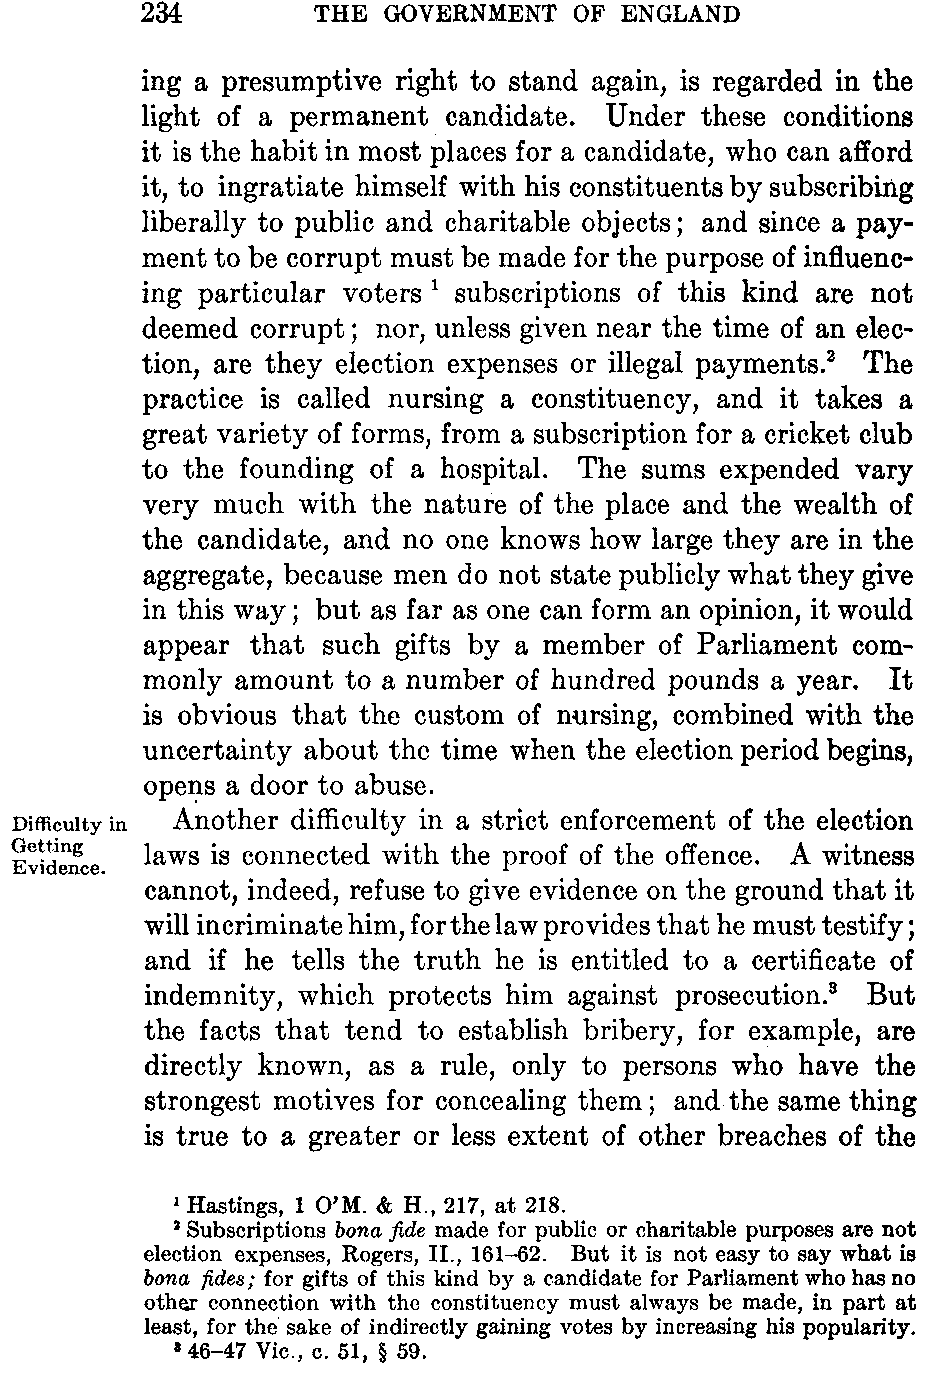 234 THE GOVERNMENT OF ENGLAND
ing a presumptive right to stand again, is regarded in the
light of a permanent candidate. Under these conditions
it is the habit in most places for a candidate, who can afford
it, to ingratiate himself with his constituents by subscribing
liberally to public and charitable objects; and since a pay-
ment to be corrupt must be made for the purpose of influenc-
ing particular voters ¹ subscriptions of this kind are not
deemed corrupt; nor, unless given near the time of an elec-
tion, are they election expenses or illegal payments.² The
practice is called nursing a constituency, and it takes a
great variety of forms, from a subscription for a cricket club
to the founding of a hospital. The sums expended vary
very much with the nature of the place and the wealth of
the candidate, and no one knows how large they are in the
aggregate, because men do not state publicly what they give
in this way; but as far as one can form an opinion, it would
appear that such gifts by a member of Parliament com-
monly amount to a number of hundred pounds a year. It
is obvious that the custom of nursing, combined with the
uncertainty about the time when the election period begins,
opens a door to abuse.
Difficulty in
Getting
Evidence.
Another difficulty in a strict enforcement of the election
laws is connected with the proof of the offence. A witness
cannot, indeed, refuse to give evidence on the ground that it
will incriminate him, for the law provides that he must testify;
and if he tells the truth he is entitled to a certificate of
indemnity, which protects him against prosecution.³ But
the facts that tend to establish bribery, for example, are
directly known, as a rule, only to persons who have the
strongest motives for concealing them; and the same thing
is true to a greater or less extent of other breaches of the
¹ Hastings, 1 O'M. & H., 217, at 218.
² Subscriptions bona fide made for public or charitable purposes are not
election expenses, Rogers, II., 161–62. But it is not easy to say what is
bona fides; for gifts of this kind by a candidate for Parliament who has no
other connection with the constituency must always be made, in part at
least, for the sake of indirectly gaining votes by increasing his popularity.
³ 46–47 Vic., c. 51, § 59.